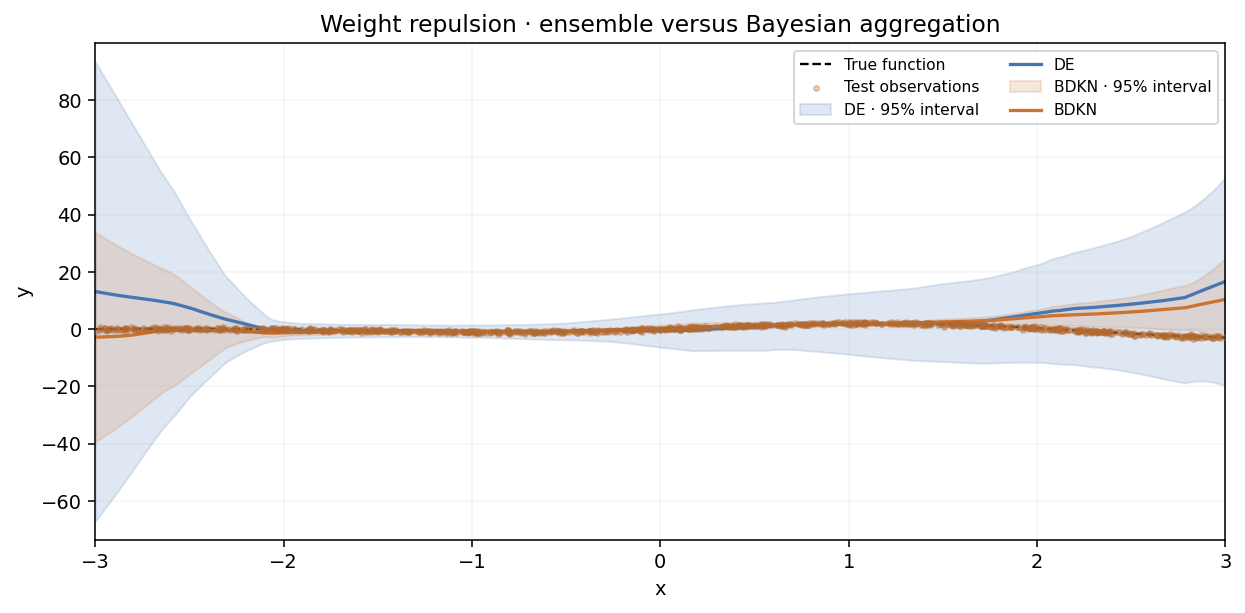 Weight repulsion · ensemble versus Bayesian aggregation
True function
Test observations
DE · 95% interval
DE
BDKN · 95% interval
BDKN
y
80
60
40
20
0
−20
−40
−60
−3
−2
−1
0
1
2
3
x